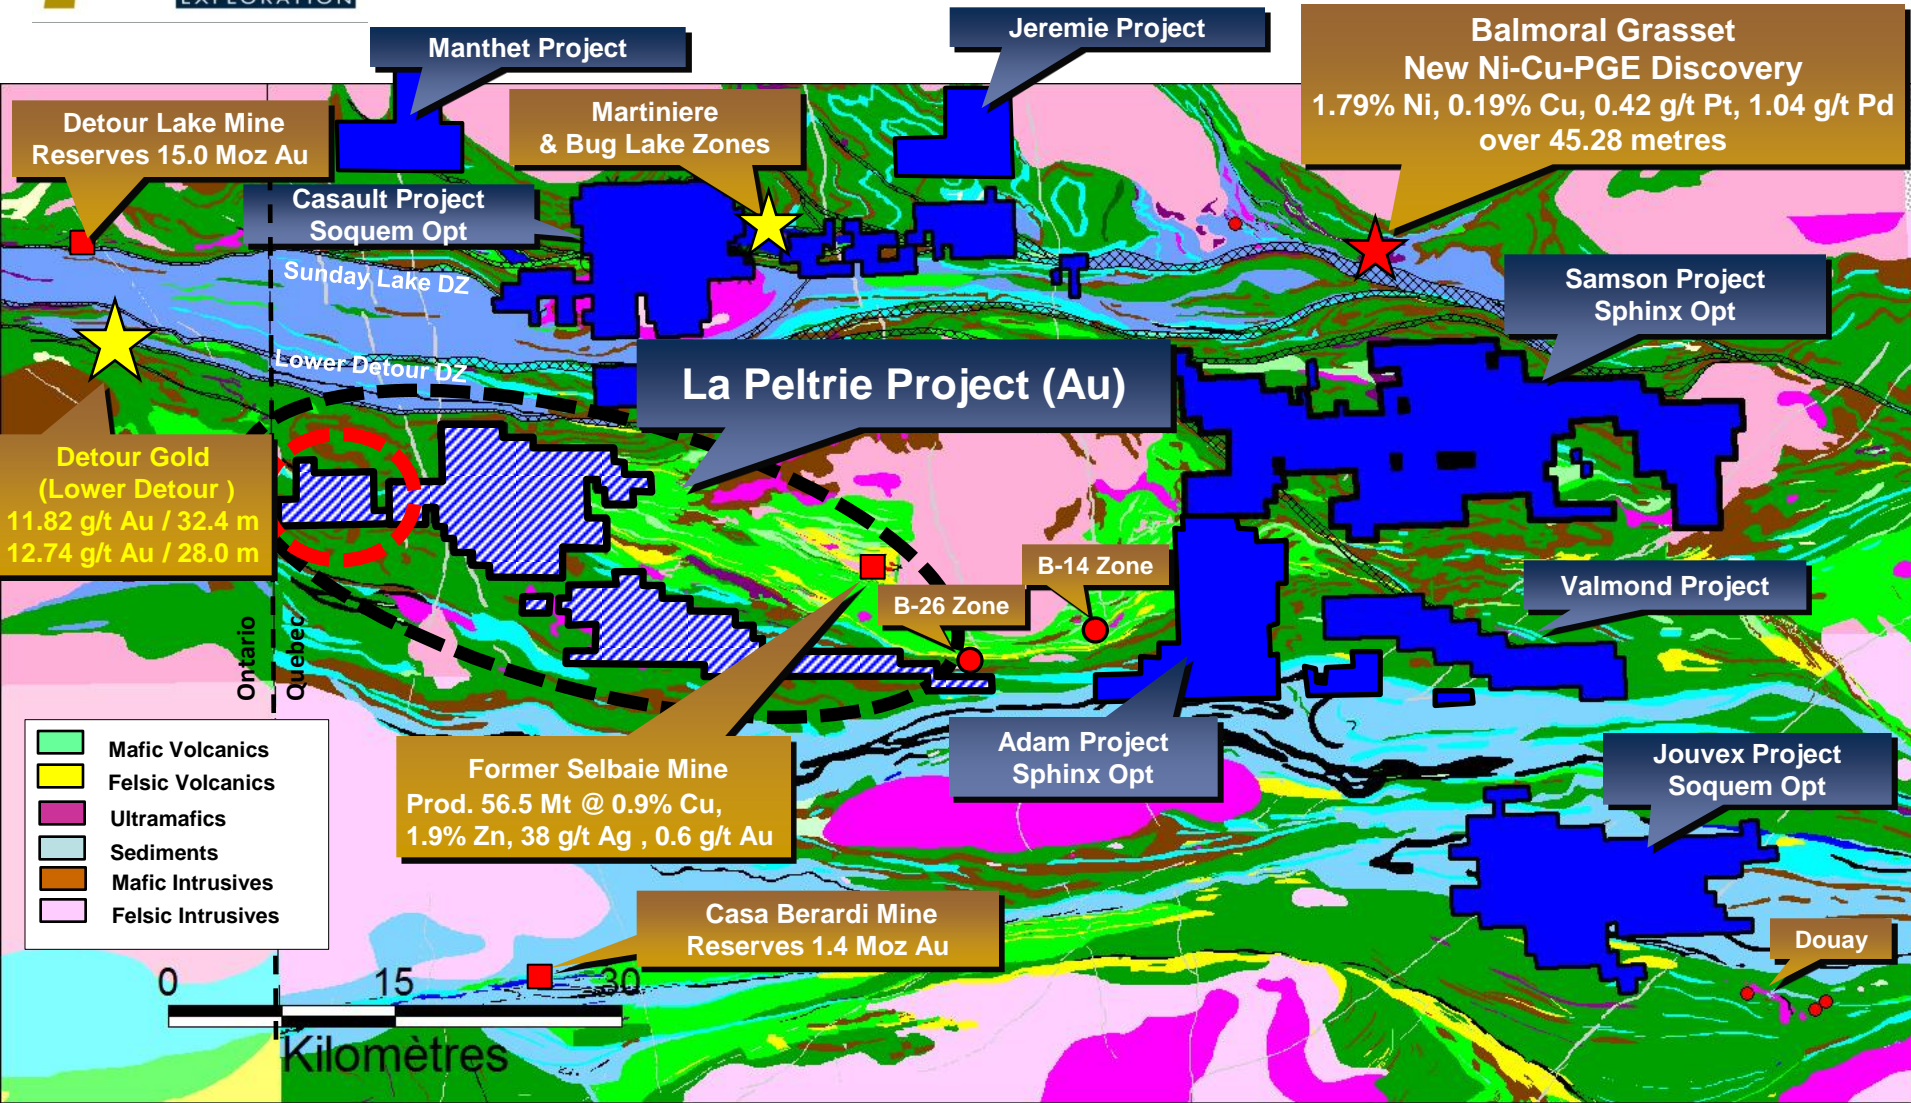 EXPLORATION
Manthet Project
Jeremie Project
Balmoral Grasset
New Ni-Cu-PGE Discovery
1.79% Ni, 0.19% Cu, 0.42 g/t Pt, 1.04 g/t Pd
over 45.28 metres
Detour Lake Mine
Reserves 15.0 Moz Au
Martiniere
& Bug Lake Zones
Casault Project
Soquem Opt
Sunday Lake DZ
Samson Project
Sphinx Opt
Lower Detour DZ
La Peltrie Project (Au)
Detour Gold
(Lower Detour )
11.82 g/t Au / 32.4 m
12.74 g/t Au / 28.0 m
B-14 Zone
B-26 Zone
Valmond Project
Ontario
Quebec
Mafic Volcanics
Felsic Volcanics
Ultramafics
Sediments
Mafic Intrusives
Felsic Intrusives
Former Selbaie Mine
Prod. 56.5 Mt @ 0.9% Cu,
1.9% Zn, 38 g/t Ag , 0.6 g/t Au
Adam Project
Sphinx Opt
Jouvex Project
Soquem Opt
Casa Berardi Mine
Reserves 1.4 Moz Au
Douay
0 15 30
Kilomètres